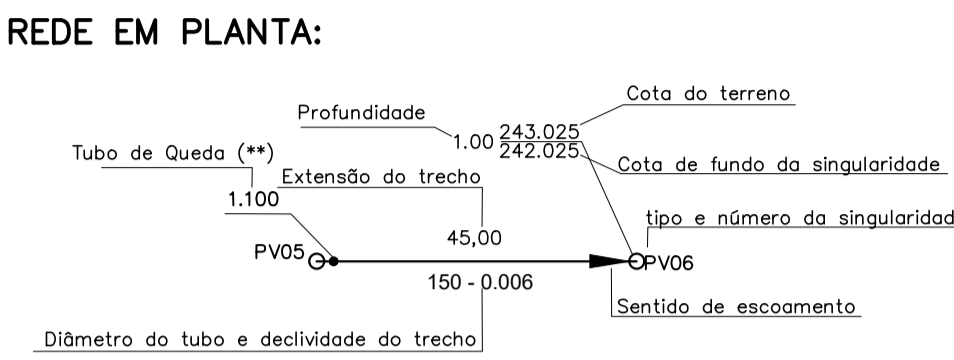 REDE EM PLANTA:
Cota do terreno
Profundidade
1.00 243.025
242.025
Tubo de Queda (**)
Cota de fundo da singularidade
Extensão do trecho
1.100
tipo e número da singularidad
45,00
PV05
PV06
150 - 0.006
Sentido de escoamento
Diâmetro do tubo e declividade do trecho